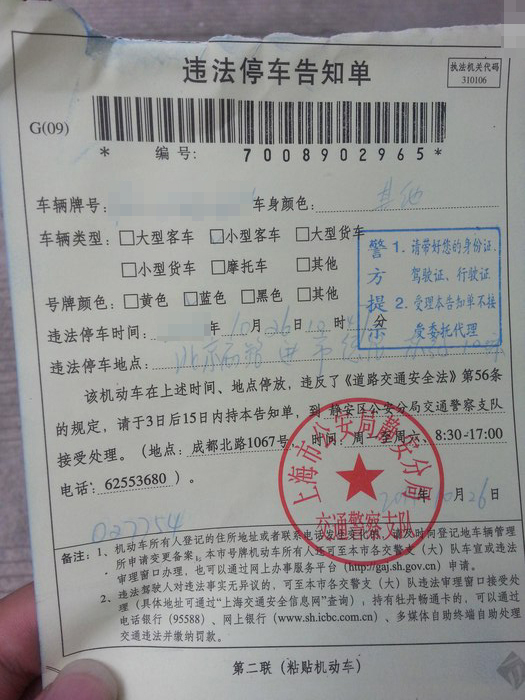 违法停车告知单
执法机关代码
310106
G(09)
* 编号: 70089029​65*
车辆牌号: 车身颜色: 其他
车辆类型: 大型客车 小型客车 大型货车
小型货车 摩托车 其他
号牌颜色: 黄色 蓝色 黑色 其他
警方提示
1. 请带好您的身份证.
驾驶证、行驶证
2. 受理本告知单不接
受委托代理
违法停车时间: 年10月26日 时 分
违法停车地点: 北京西路
该机动车在上述时间、地点停放，违反了《道路交通安全法》第56条
的规定，请于3日后15日内持本告知单，到 静安区公安分局交通警察支队
接受处理。（地点：成都北路1067号、时间：周一至周六、8:30-17:00
电话：62553680 ）。
上海市公安局静安分局
交通警察支队
年10月26日
027754
备注：1、机动车所有人登记的住所地址或者联系电话发生变化的，请及时向登记地车辆管理
所申请变更备案；本市号牌机动车所有人还可至本市各交警支（大）队车宣或违法
审理窗口办理，也可以通过网上办事服务平台（http://gaj.sh.gov.cn）申请。
2、违法驾驶人对违法事实无异议的，可至本市各交警支（大）队违法审理窗口接受处
理（具体地址可通过“上海交通安全信息网”查询）；持有牡丹畅通卡的，可以通过
电话银行（95588）、网上银行（www.sh.icbc.com.cn）、多媒体自助终端自助处理
交通违法并缴纳罚款。
第二联（粘贴机动车）